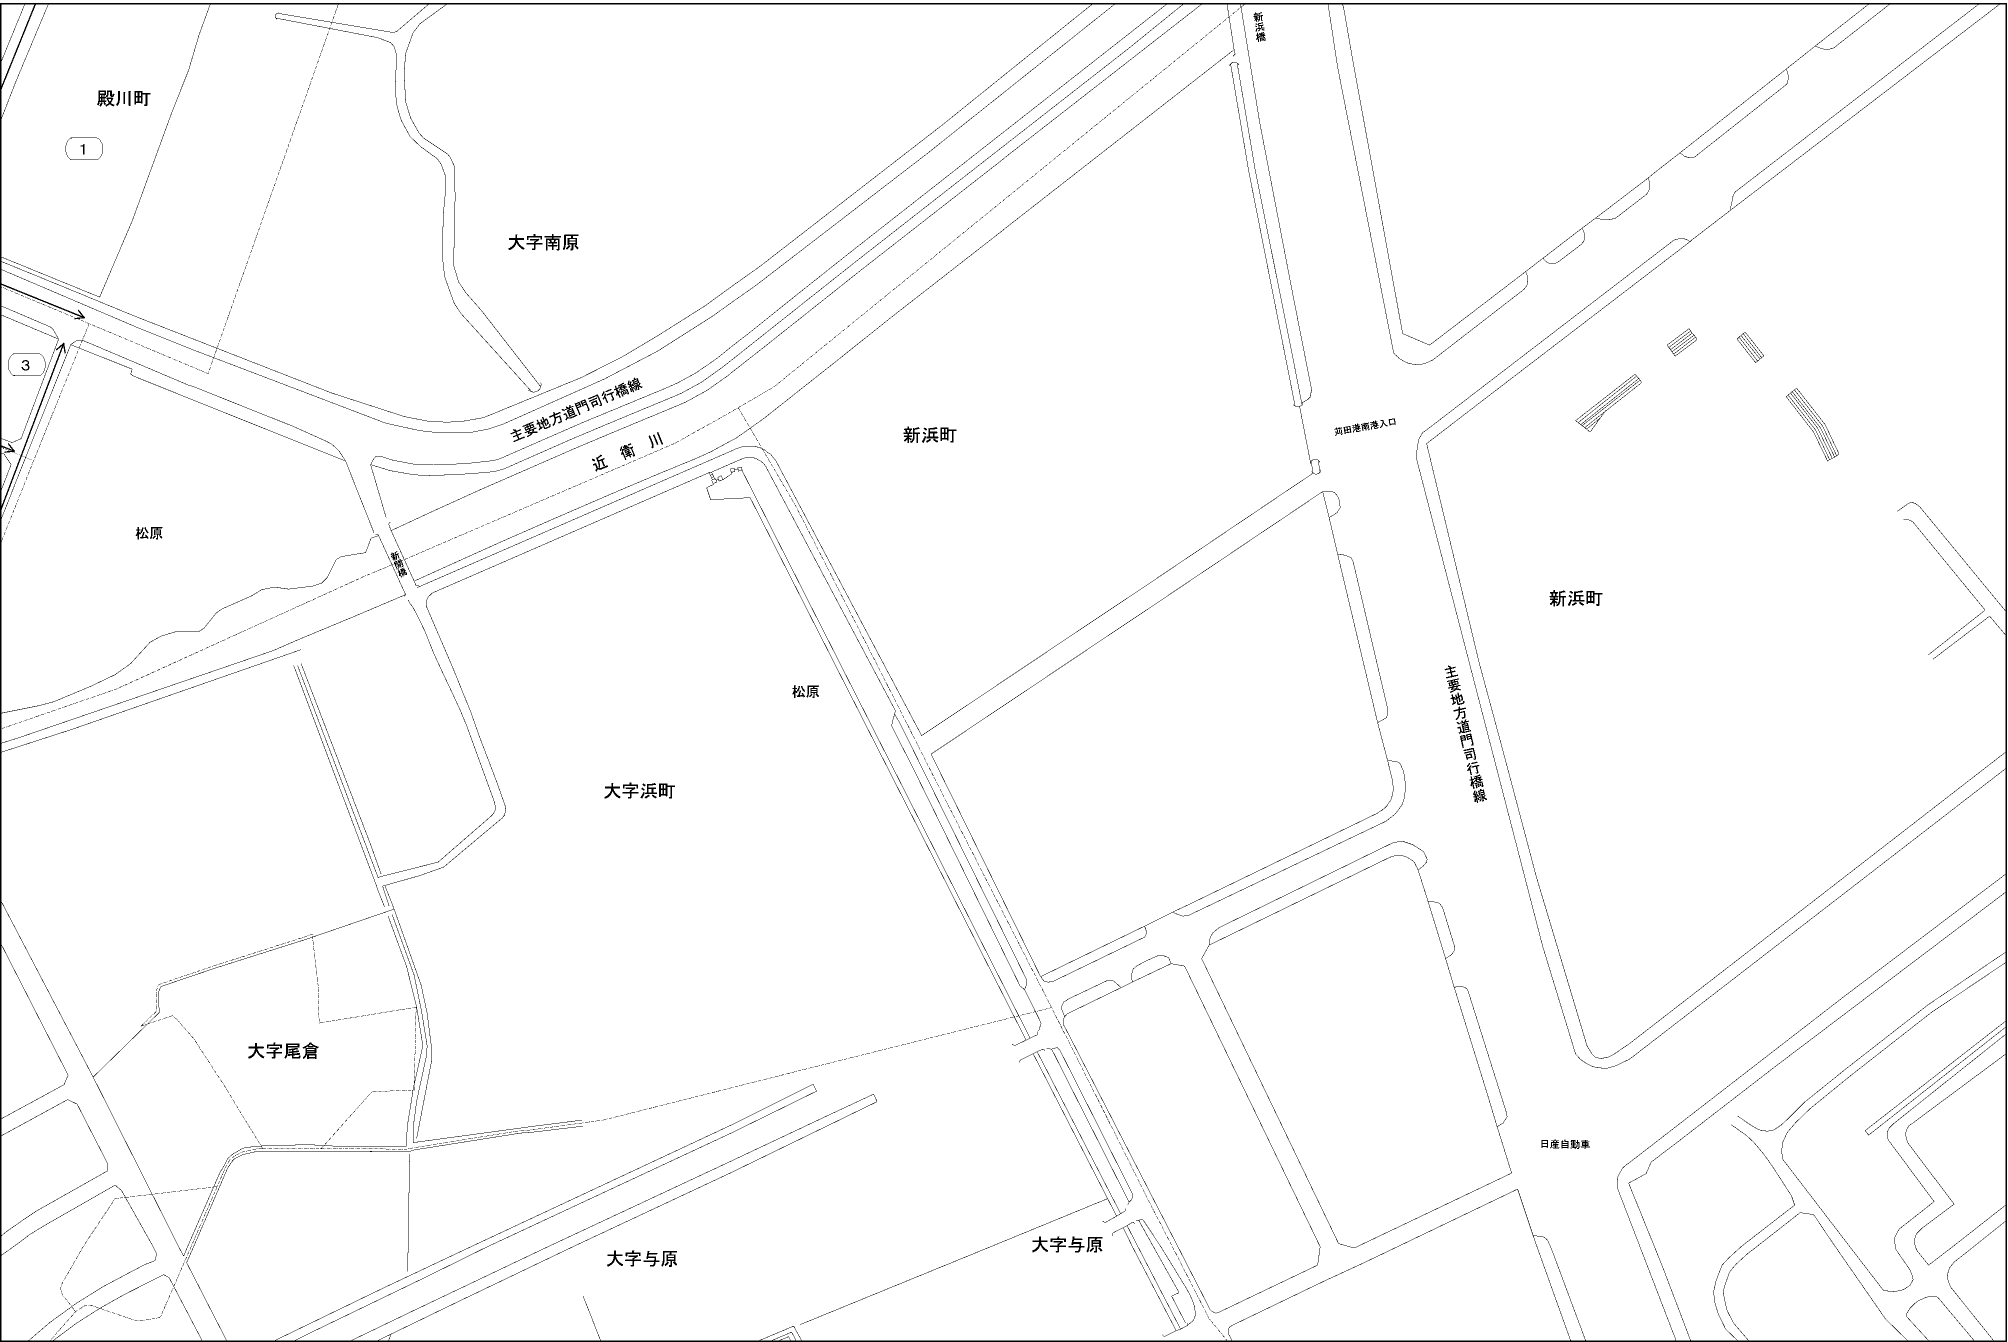 新浜橋
殿川町
1
大字南原
3
主要地方道門司行橋線
苅田港南港入口
新浜町
近衛川
松原
新開橋
新浜町
松原
主要地方道門司行橋線
大字浜町
大字尾倉
日産自動車
大字与原
大字与原